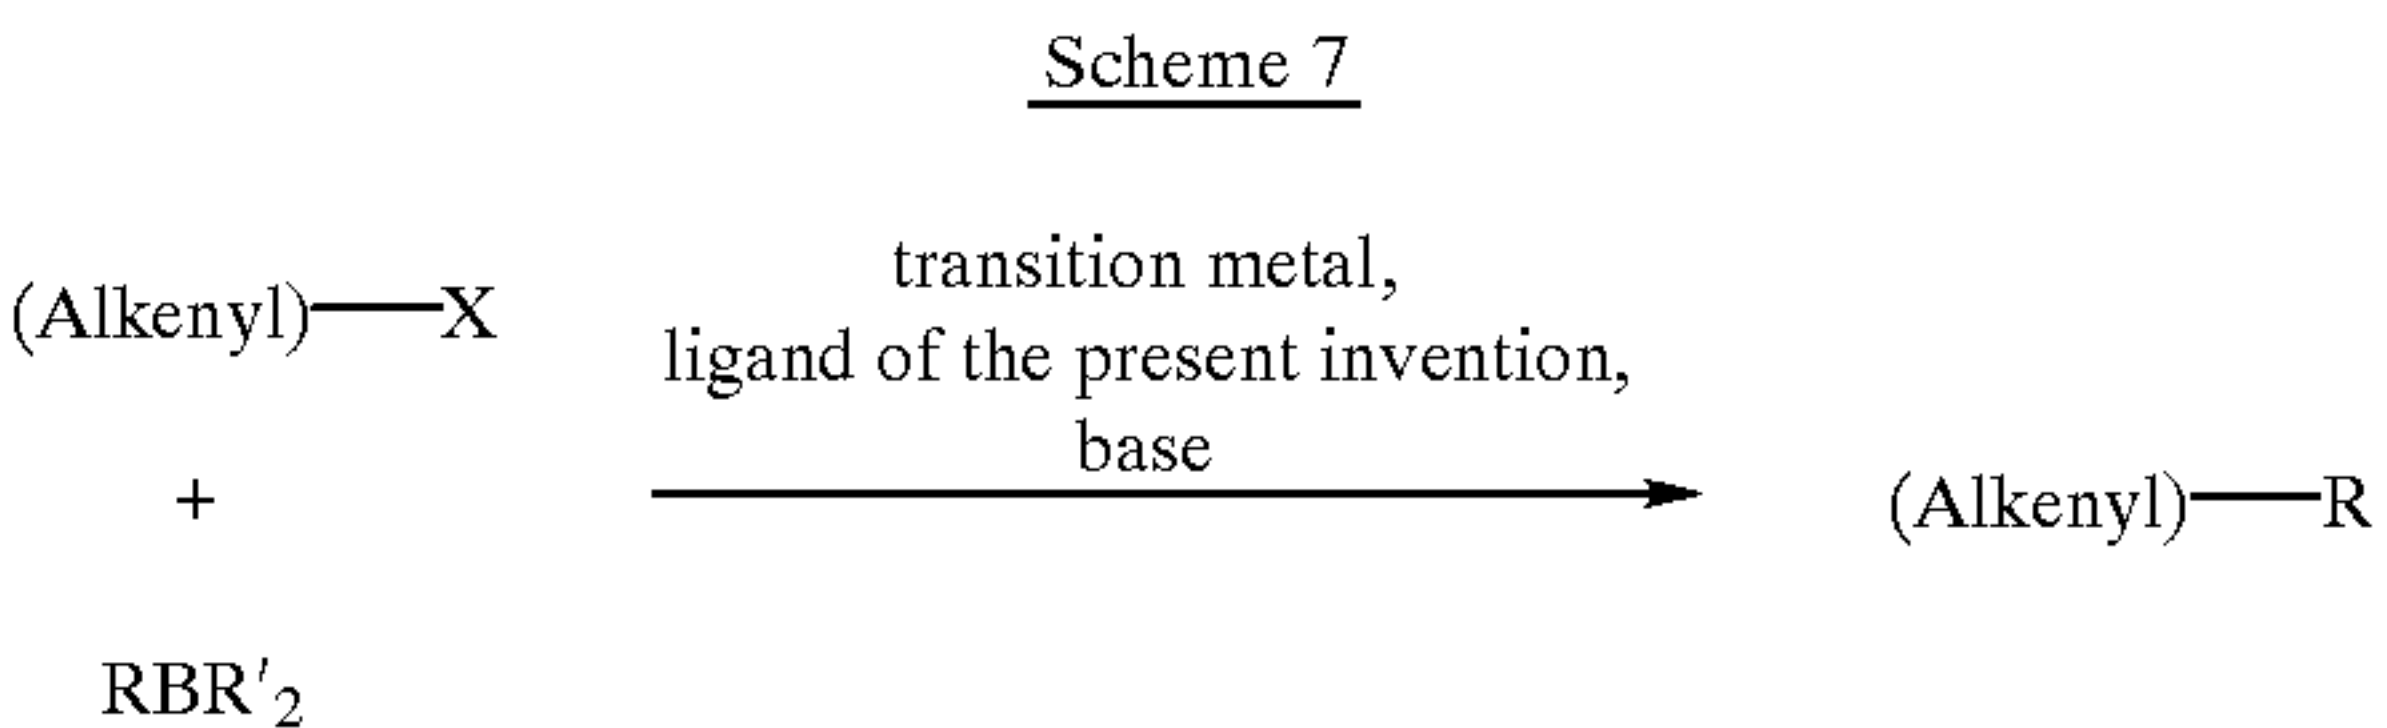 Scheme 7
transition metal,
ligand of the present invention,
base
(Alkenyl)—X
+
RBR′₂
(Alkenyl)—R